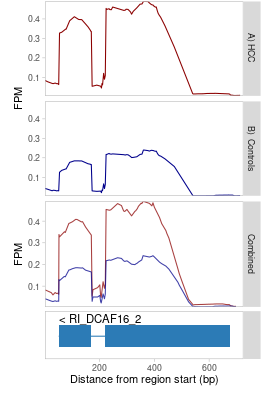 0.4
0.3
0.2
0.1
A) HCC
0.4
0.3
0.2
0.1
B) Controls
0.4
0.3
0.2
0.1
Combined
FPM
FPM
< RI_DCAF16_2
200
400
600
Distance from region start (bp)